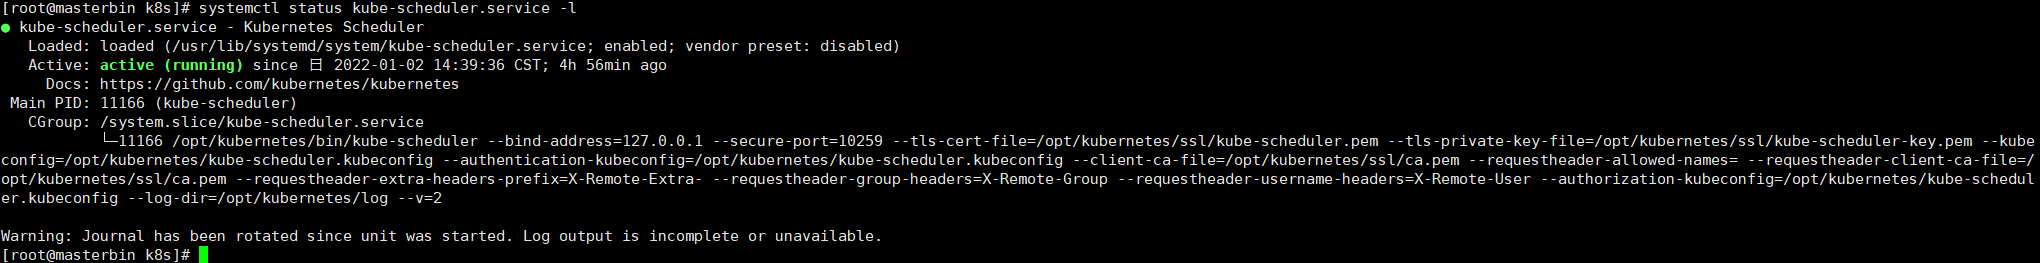 [root@masterbin k8s]# systemctl status kube-scheduler.service -l
● kube-scheduler.service - Kubernetes Scheduler
   Loaded: loaded (/usr/lib/systemd/system/kube-scheduler.service; enabled; vendor preset: disabled)
   Active: active (running) since 日 2022-01-02 14:39:36 CST; 4h 56min ago
     Docs: https://github.com/kubernetes/kubernetes
 Main PID: 11166 (kube-scheduler)
   CGroup: /system.slice/kube-scheduler.service
           └─11166 /opt/kubernetes/bin/kube-scheduler --bind-address=127.0.0.1 --secure-port=10259 --tls-cert-file=/opt/kubernetes/ssl/kube-scheduler.pem --tls-private-key-file=/opt/kubernetes/ssl/kube-scheduler-key.pem --kube
config=/opt/kubernetes/kube-scheduler.kubeconfig --authentication-kubeconfig=/opt/kubernetes/kube-scheduler.kubeconfig --client-ca-file=/opt/kubernetes/ssl/ca.pem --requestheader-allowed-names= --requestheader-client-ca-file=/
opt/kubernetes/ssl/ca.pem --requestheader-extra-headers-prefix=X-Remote-Extra- --requestheader-group-headers=X-Remote-Group --requestheader-username-headers=X-Remote-User --authorization-kubeconfig=/opt/kubernetes/kube-schedul
er.kubeconfig --log-dir=/opt/kubernetes/log --v=2
Warning: Journal has been rotated since unit was started. Log output is incomplete or unavailable.
[root@masterbin k8s]#